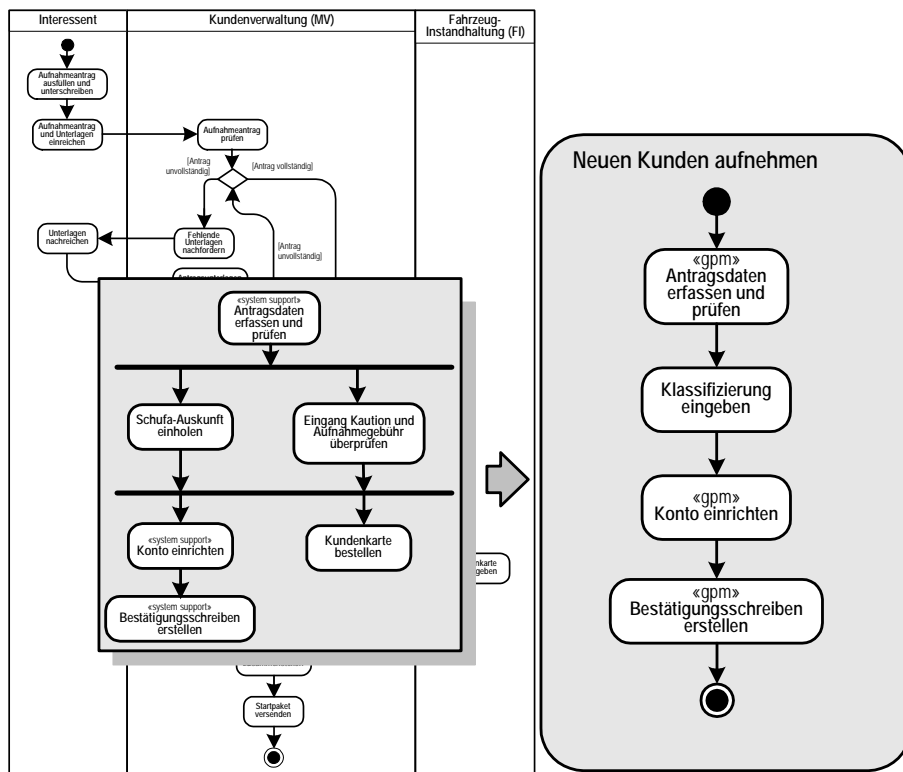 Interessent
Kundenverwaltung (MV)
Fahrzeug-
Instandhaltung (FI)
Aufnahmeantrag
ausfüllen und
unterschreiben
Aufnahmeantrag
und Unterlagen
einreichen
Aufnahmeantrag
prüfen
[Antrag
unvollständig]
[Antrag vollständig]
Unterlagen
nachreichen
Fehlende
Unterlagen
nachfordern
[Antrag
unvollständig]
«system support»
Antragsdaten
erfassen und
prüfen
Schufa-Auskunft
einholen
Eingang Kaution und
Aufnahmegebühr
überprüfen
«system support»
Konto einrichten
Kundenkarte
bestellen
«system support»
Bestätigungsschreiben
erstellen
nkarte
geben
Startpaket
versenden
Neuen Kunden aufnehmen
«gpm»
Antragsdaten
erfassen und
prüfen
Klassifizierung
eingeben
«gpm»
Konto einrichten
«gpm»
Bestätigungsschreiben
erstellen